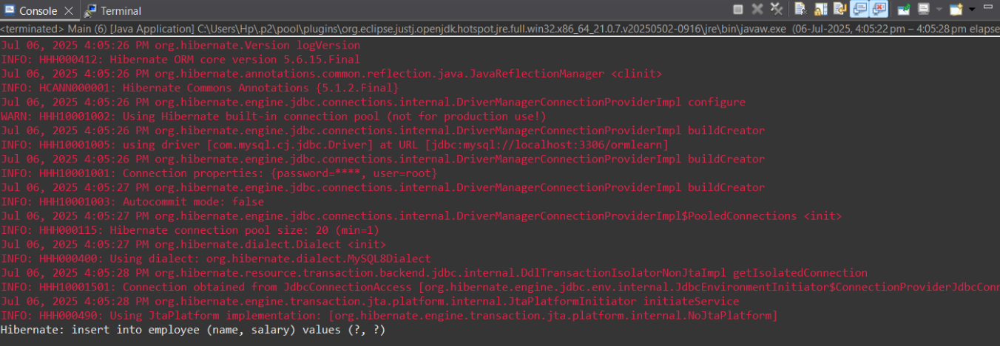 Console Terminal
<terminated> Main (6) [Java Application] C:\Users\Hp\.p2\pool\plugins\org.eclipse.justj.openjdk.hotspot.jre.full.win32.x86_64_21.0.7.v20250502-0916\jre\bin\javaw.exe (06-Jul-2025, 4:05:22 pm – 4:05:28 pm elapse
Jul 06, 2025 4:05:26 PM org.hibernate.Version logVersion
INFO: HHH000412: Hibernate ORM core version 5.6.15.Final
Jul 06, 2025 4:05:26 PM org.hibernate.annotations.common.reflection.java.JavaReflectionManager <clinit>
INFO: HCANN000001: Hibernate Commons Annotations {5.1.2.Final}
Jul 06, 2025 4:05:26 PM org.hibernate.engine.jdbc.connections.internal.DriverManagerConnectionProviderImpl configure
WARN: HHH10001002: Using Hibernate built-in connection pool (not for production use!)
Jul 06, 2025 4:05:26 PM org.hibernate.engine.jdbc.connections.internal.DriverManagerConnectionProviderImpl buildCreator
INFO: HHH10001005: using driver [com.mysql.cj.jdbc.Driver] at URL [jdbc:mysql://localhost:3306/ormlearn]
Jul 06, 2025 4:05:26 PM org.hibernate.engine.jdbc.connections.internal.DriverManagerConnectionProviderImpl buildCreator
INFO: HHH10001001: Connection properties: {password=****, user=root}
Jul 06, 2025 4:05:27 PM org.hibernate.engine.jdbc.connections.internal.DriverManagerConnectionProviderImpl buildCreator
INFO: HHH10001003: Autocommit mode: false
Jul 06, 2025 4:05:27 PM org.hibernate.engine.jdbc.connections.internal.DriverManagerConnectionProviderImpl$PooledConnections <init>
INFO: HHH000115: Hibernate connection pool size: 20 (min=1)
Jul 06, 2025 4:05:27 PM org.hibernate.dialect.Dialect <init>
INFO: HHH000400: Using dialect: org.hibernate.dialect.MySQL8Dialect
Jul 06, 2025 4:05:28 PM org.hibernate.resource.transaction.backend.jdbc.internal.DdlTransactionIsolatorNonJtaImpl getIsolatedConnection
INFO: HHH10001501: Connection obtained from JdbcConnectionAccess [org.hibernate.engine.jdbc.env.internal.JdbcEnvironmentInitiator$ConnectionProviderJdbcConn
Jul 06, 2025 4:05:28 PM org.hibernate.engine.transaction.jta.platform.internal.JtaPlatformInitiator initiateService
INFO: HHH000490: Using JtaPlatform implementation: [org.hibernate.engine.transaction.jta.platform.internal.NoJtaPlatform]
Hibernate: insert into employee (name, salary) values (?, ?)